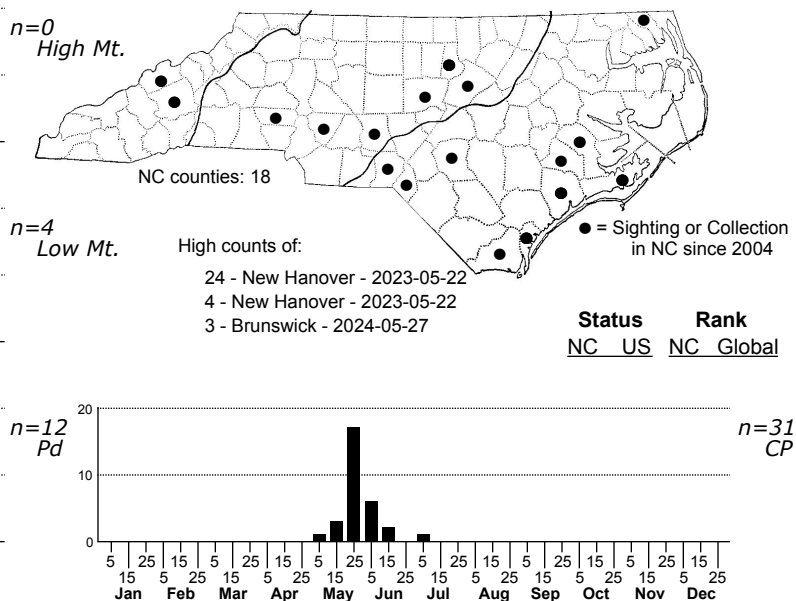 n=0
High Mt.
NC counties: 18
n=4
Low Mt.
High counts of:
24 - New Hanover - 2023-05-22
4 - New Hanover - 2023-05-22
3 - Brunswick - 2024-05-27
● = Sighting or Collection
in NC since 2004
Status Rank
NC US NC Global
n=12
Pd
n=31
CP
20
10
0
5 25 15 5 25 15 5 25 15 5 25 15 5 25 15 5 25 15
15 5 25 15 5 25 15 5 25 15 5 25 15 5 25 15 5 25
Jan Feb Mar Apr May Jun Jul Aug Sep Oct Nov Dec